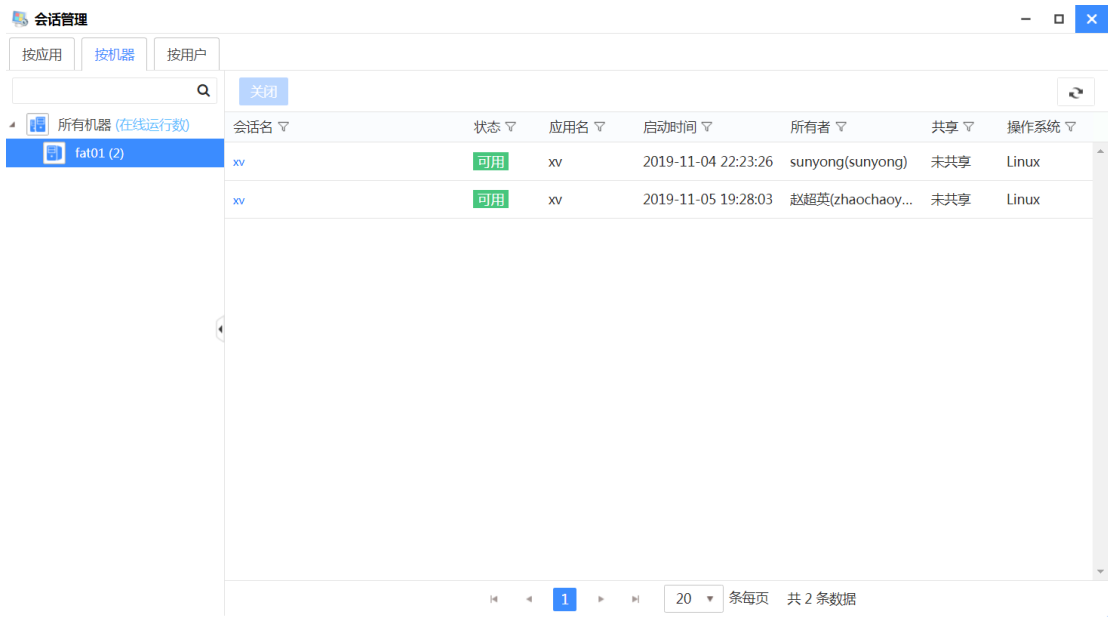 会话管理
按应用 按机器 按用户
关闭
所有机器 (在线运行数)
fat01 (2)
会话名 状态 应用名 启动时间 所有者 共享 操作系统
xv 可用 xv 2019-11-04 22:23:26 sunyong(sunyong) 未共享 Linux
xv 可用 xv 2019-11-05 19:28:03 赵超英(zhaochaoy... 未共享 Linux
1 20 条每页 共 2 条数据